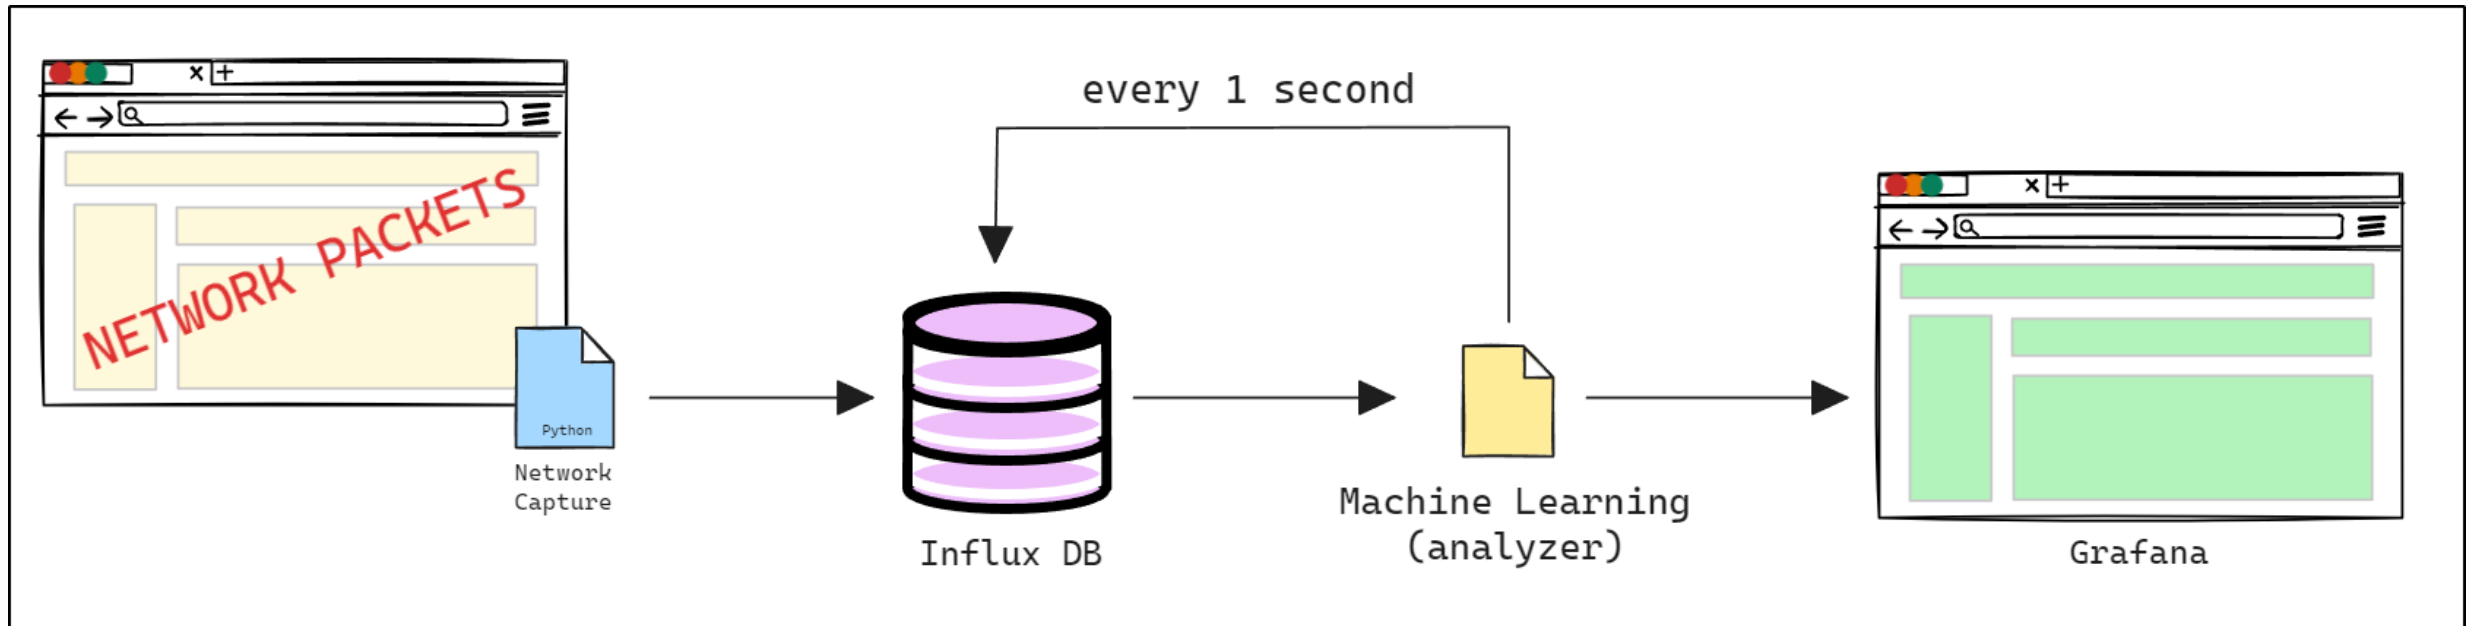 NETWORK PACKETS
Python
Network
Capture
Influx DB
every 1 second
Machine Learning
(analyzer)
Grafana